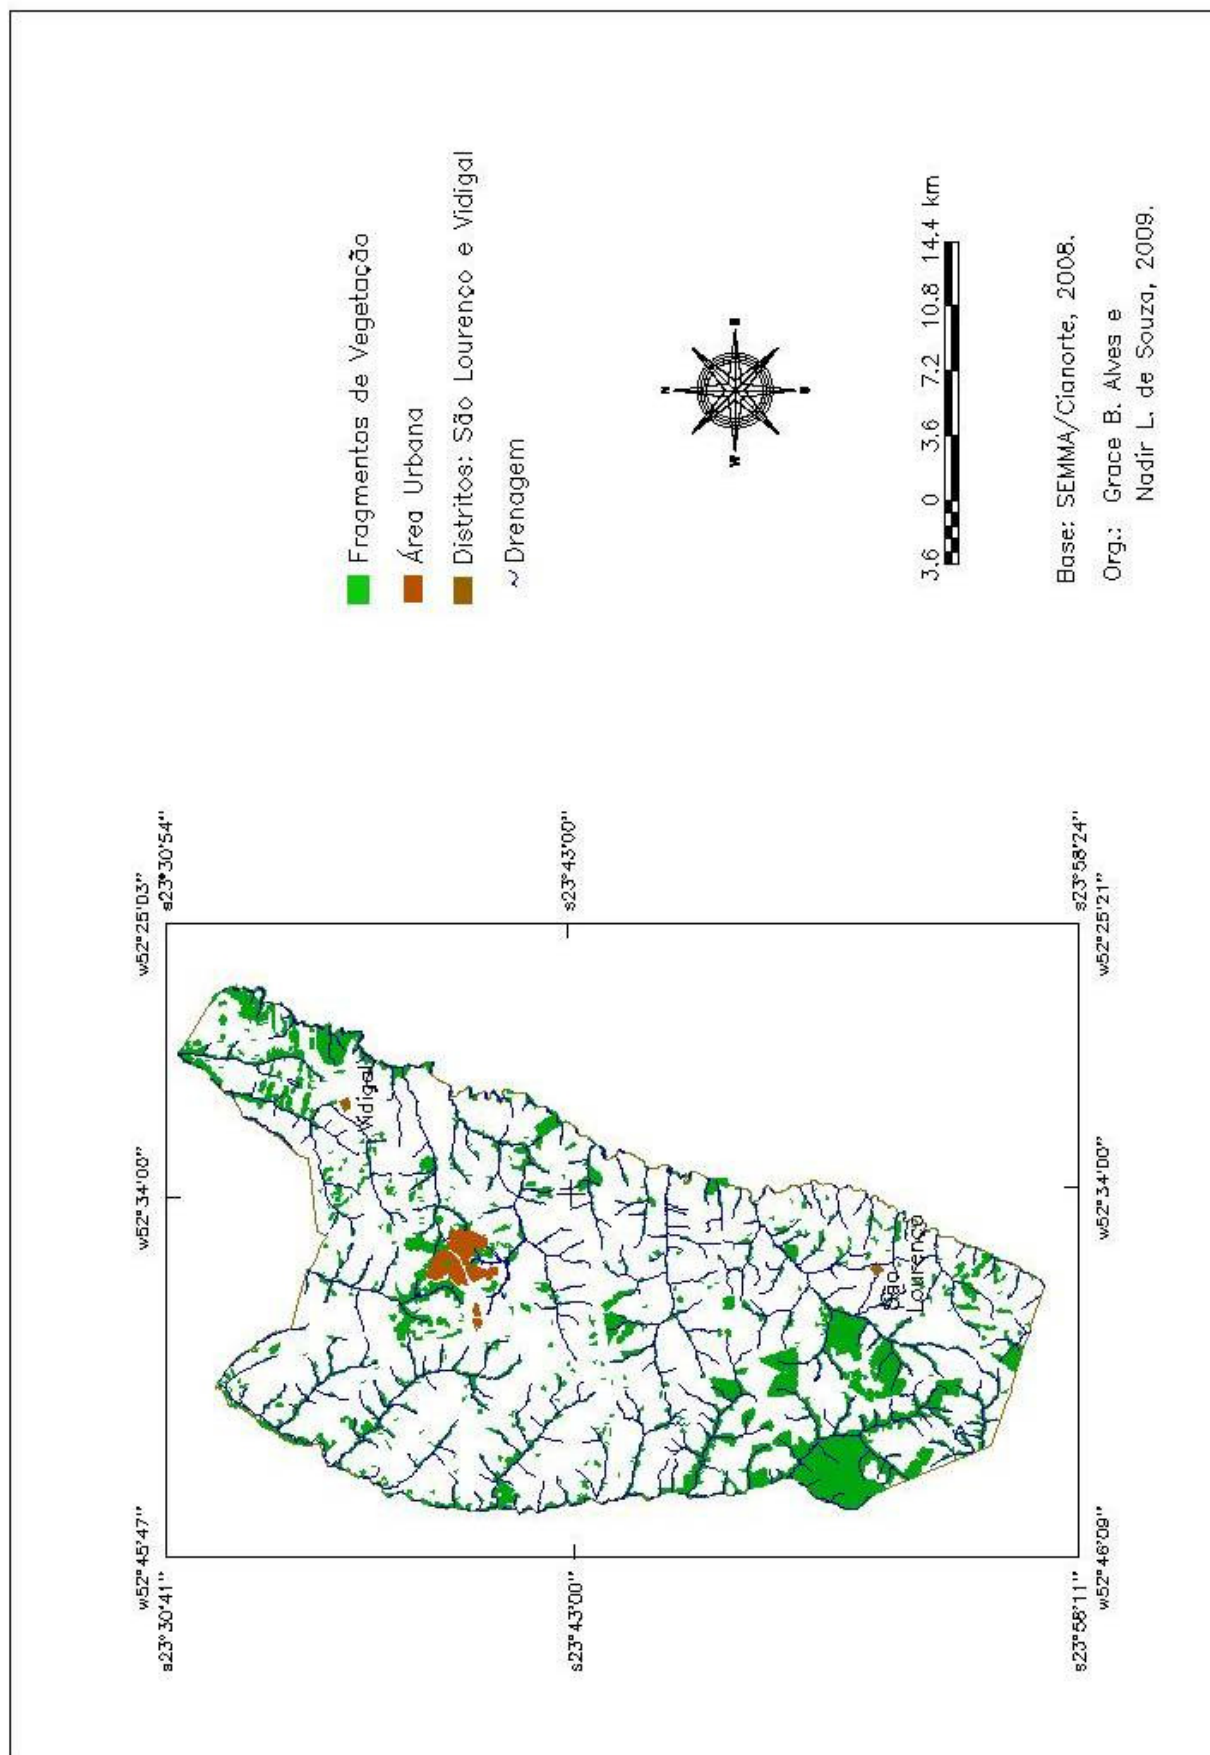 w52°45'47"
w52°34'00"
w52°25'03"
s23°30'41"
s23°30'54"
Vidigal
s23°43'00"
s23°43'00"
São
Lourenço
s23°58'11"
s23°58'24"
w52°46'09"
w52°34'00"
w52°25'21"
Fragmentos de Vegetação
Área Urbana
Distritos: São Lourenço e Vidigal
Drenagem
N
W
E
S
3.6 0 3.6 7.2 10.8 14.4 km
Base: SEMMA/Cianorte, 2008.
Org.: Grace B. Alves e
Nadir L. de Souza, 2009.